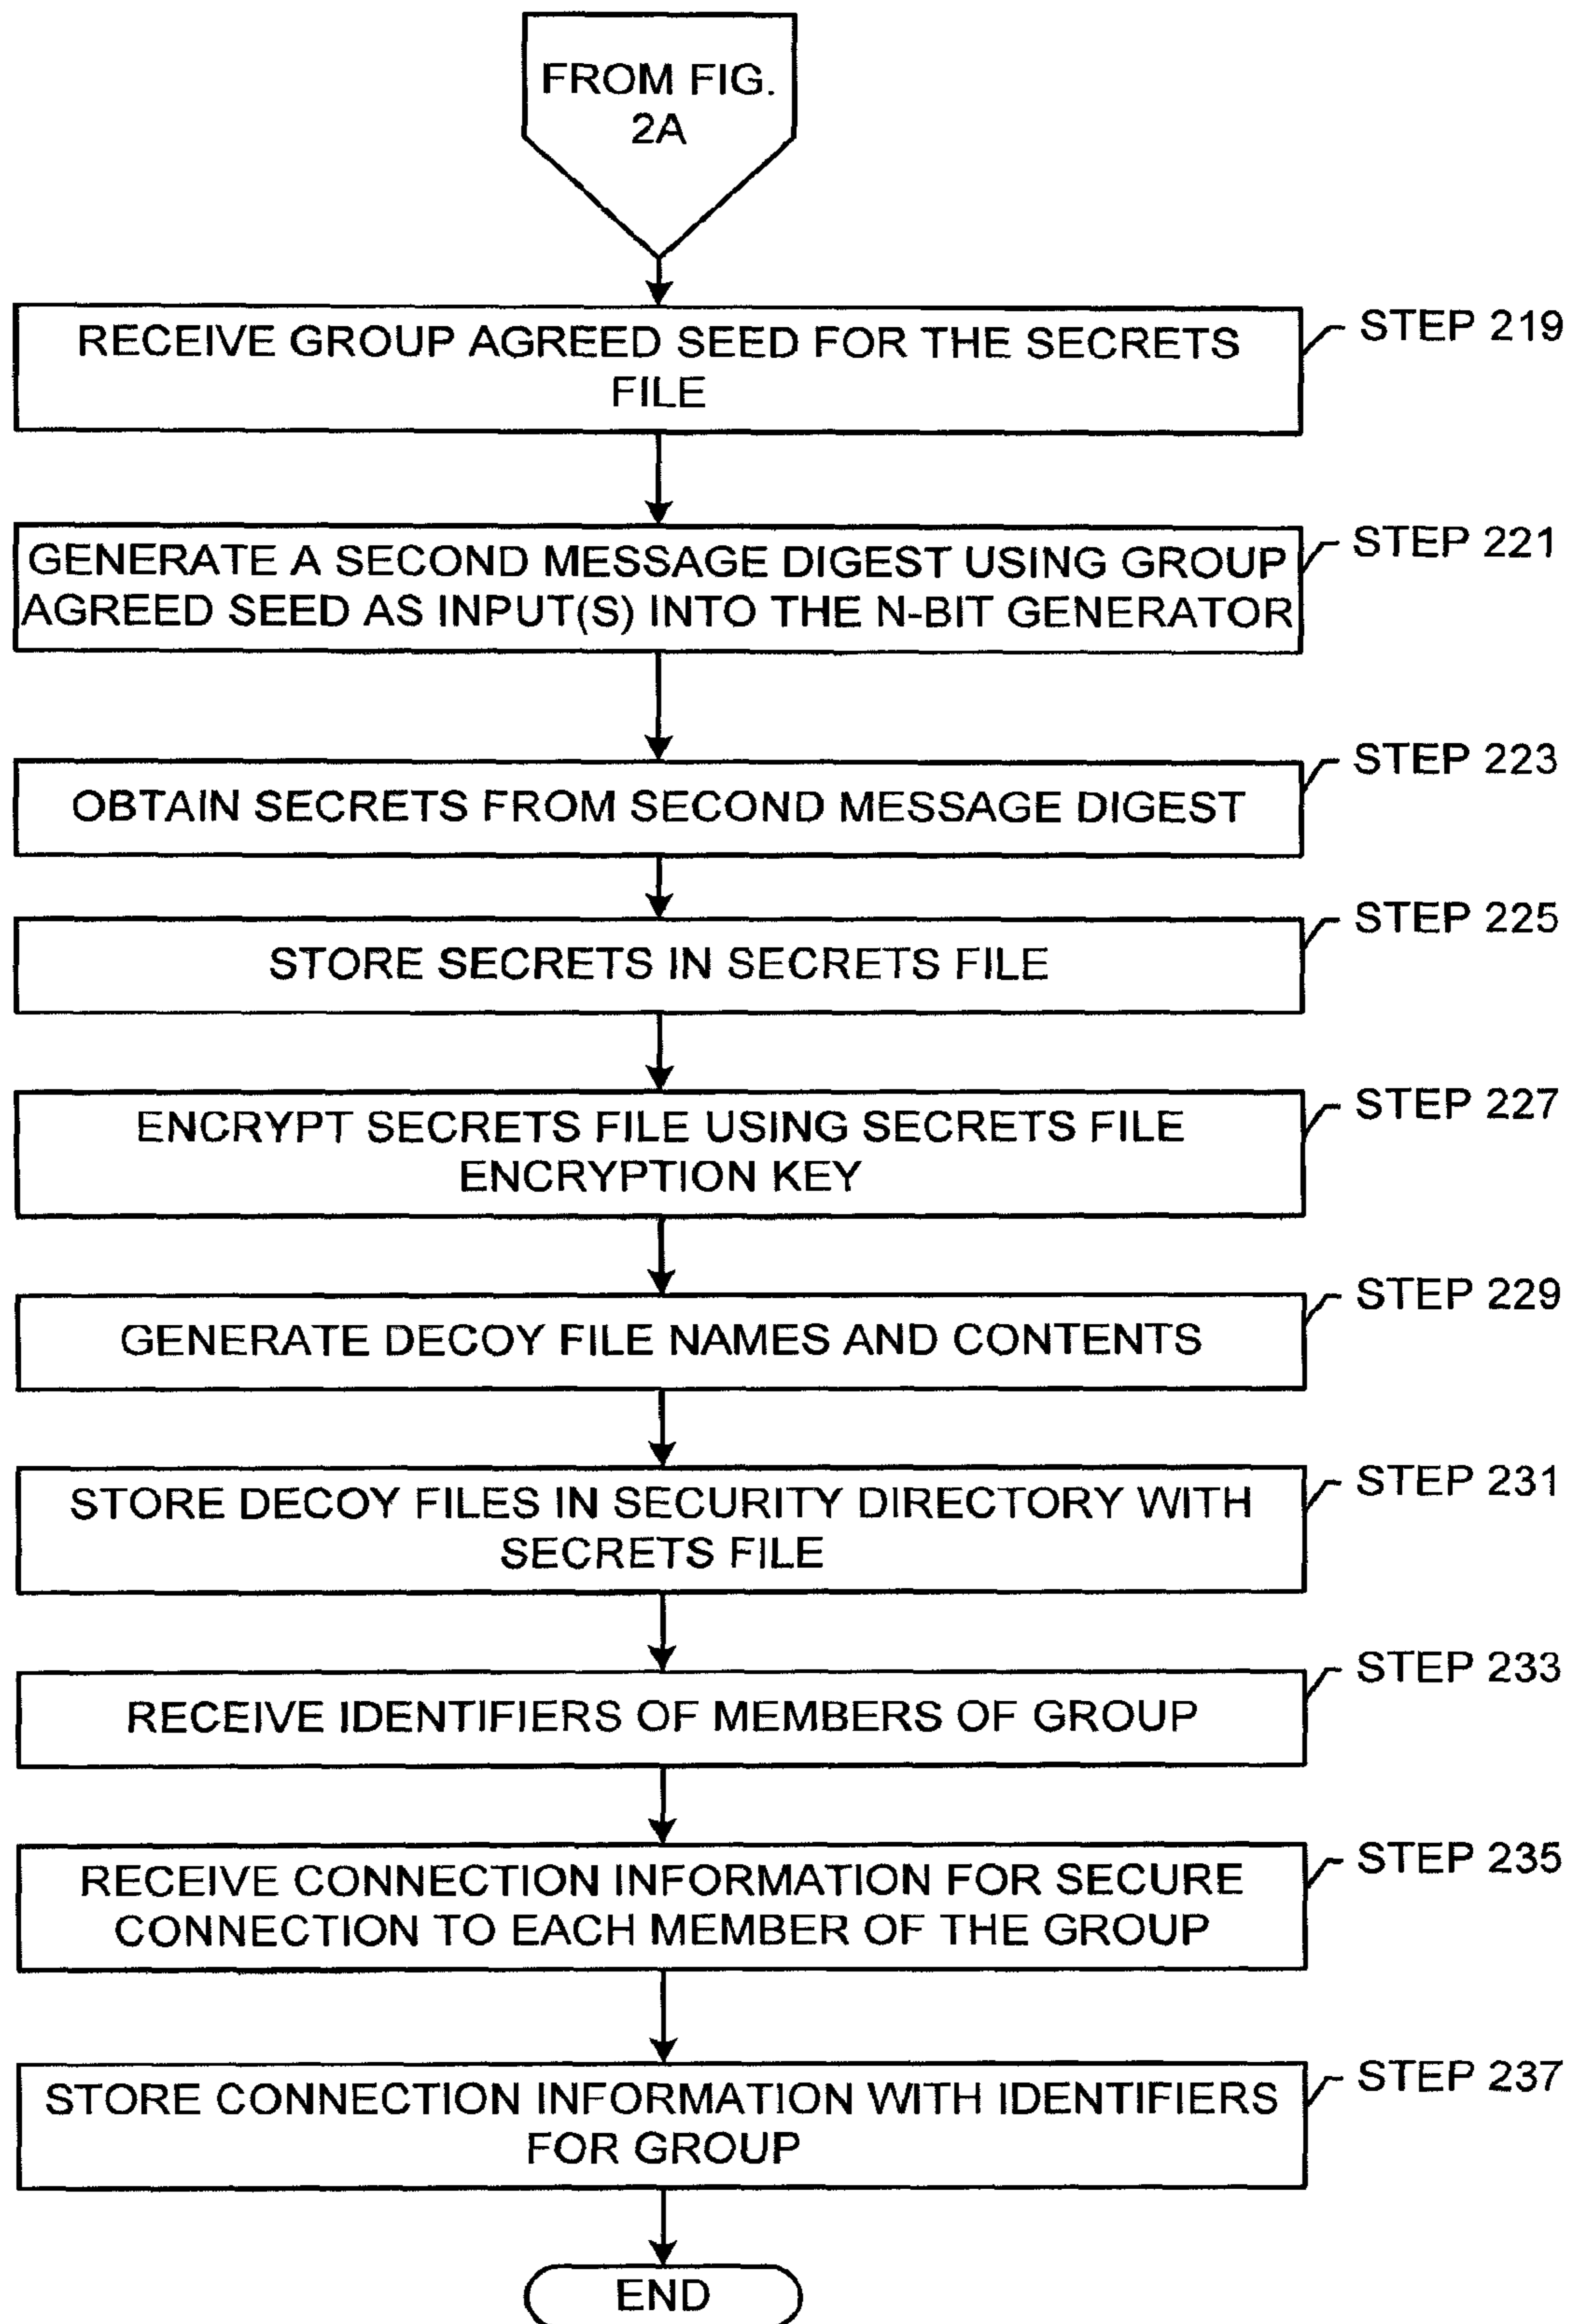 FROM FIG.
2A
RECEIVE GROUP AGREED SEED FOR THE SECRETS
FILE
STEP 219
GENERATE A SECOND MESSAGE DIGEST USING GROUP
AGREED SEED AS INPUT(S) INTO THE N-BIT GENERATOR
STEP 221
OBTAIN SECRETS FROM SECOND MESSAGE DIGEST
STEP 223
STORE SECRETS IN SECRETS FILE
STEP 225
ENCRYPT SECRETS FILE USING SECRETS FILE
ENCRYPTION KEY
STEP 227
GENERATE DECOY FILE NAMES AND CONTENTS
STEP 229
STORE DECOY FILES IN SECURITY DIRECTORY WITH
SECRETS FILE
STEP 231
RECEIVE IDENTIFIERS OF MEMBERS OF GROUP
STEP 233
RECEIVE CONNECTION INFORMATION FOR SECURE
CONNECTION TO EACH MEMBER OF THE GROUP
STEP 235
STORE CONNECTION INFORMATION WITH IDENTIFIERS
FOR GROUP
STEP 237
END